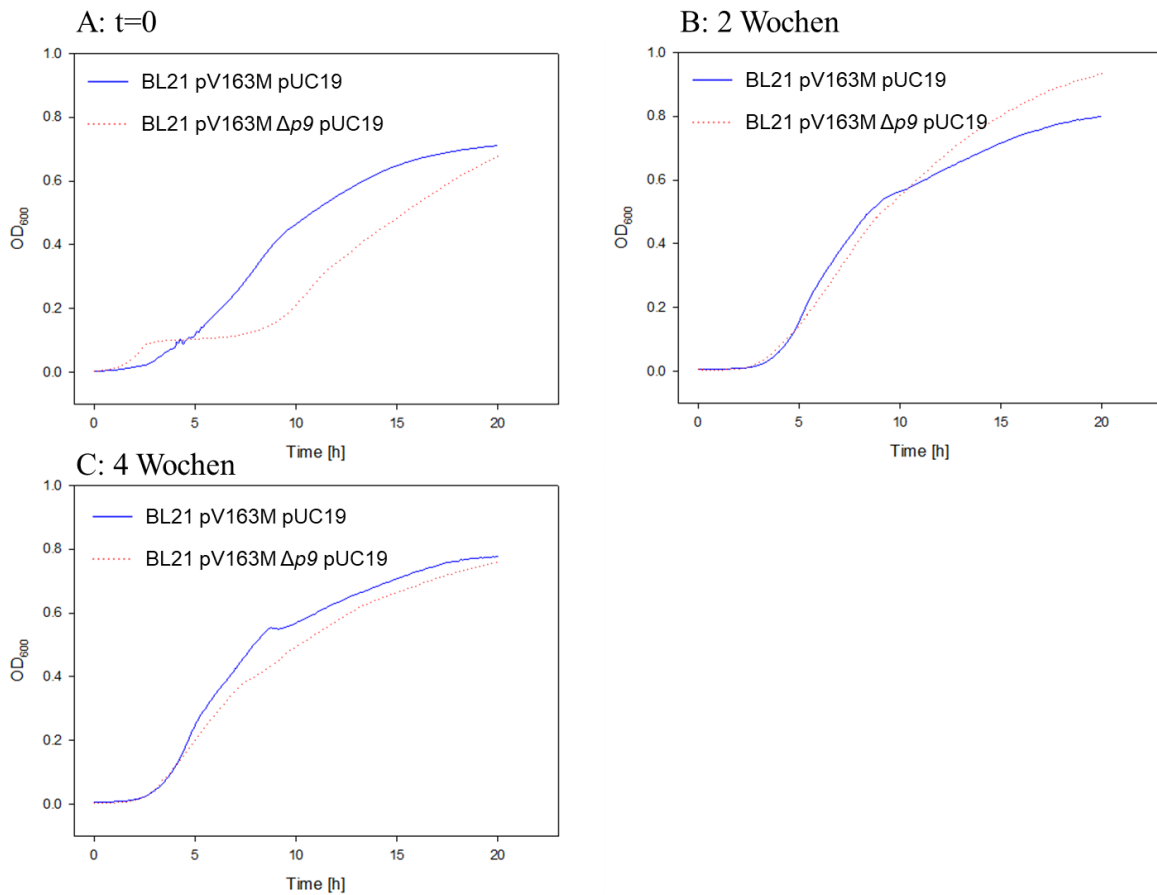 A: t=0
1.0
BL21 pV163M pUC19
0.8
BL21 pV163M Δp9 pUC19
0.6
OD600
0.4
0.2
0.0
0 5 10 15 20
Time [h]
B: 2 Wochen
1.0
BL21 pV163M pUC19
0.8
BL21 pV163M Δp9 pUC19
0.6
OD600
0.4
0.2
0.0
0 5 10 15 20
Time [h]
C: 4 Wochen
1.0
BL21 pV163M pUC19
0.8
BL21 pV163M Δp9 pUC19
0.6
OD600
0.4
0.2
0.0
0 5 10 15 20
Time [h]